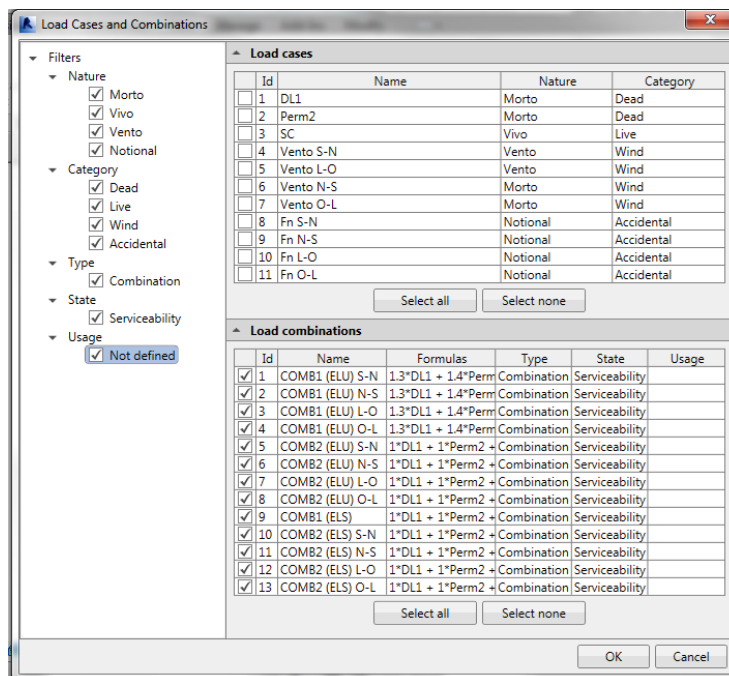 Load Cases and Combinations
Filters
Nature
Morto
Vivo
Vento
Notional
Category
Dead
Live
Wind
Accidental
Type
Combination
State
Serviceability
Usage
Not defined
Load cases
Id Name Nature Category
1 DL1 Morto Dead
2 Perm2 Morto Dead
3 SC Vivo Live
4 Vento S-N Vento Wind
5 Vento L-O Vento Wind
6 Vento N-S Morto Wind
7 Vento O-L Morto Wind
8 Fn S-N Notional Accidental
9 Fn N-S Notional Accidental
10 Fn L-O Notional Accidental
11 Fn O-L Notional Accidental
Select all Select none
Load combinations
Id Name Formulas Type State Usage
1 COMB1 (ELU) S-N 1.3*DL1 + 1.4*Perm Combination Serviceability
2 COMB1 (ELU) N-S 1.3*DL1 + 1.4*Perm Combination Serviceability
3 COMB1 (ELU) L-O 1.3*DL1 + 1.4*Perm Combination Serviceability
4 COMB1 (ELU) O-L 1.3*DL1 + 1.4*Perm Combination Serviceability
5 COMB2 (ELU) S-N 1*DL1 + 1*Perm2 + Combination Serviceability
6 COMB2 (ELU) N-S 1*DL1 + 1*Perm2 + Combination Serviceability
7 COMB2 (ELU) L-O 1*DL1 + 1*Perm2 + Combination Serviceability
8 COMB2 (ELU) O-L 1*DL1 + 1*Perm2 + Combination Serviceability
9 COMB1 (ELS) 1*DL1 + 1*Perm2 + Combination Serviceability
10 COMB2 (ELS) S-N 1*DL1 + 1*Perm2 + Combination Serviceability
11 COMB2 (ELS) N-S 1*DL1 + 1*Perm2 + Combination Serviceability
12 COMB2 (ELS) L-O 1*DL1 + 1*Perm2 + Combination Serviceability
13 COMB2 (ELS) O-L 1*DL1 + 1*Perm2 + Combination Serviceability
Select all Select none
OK Cancel